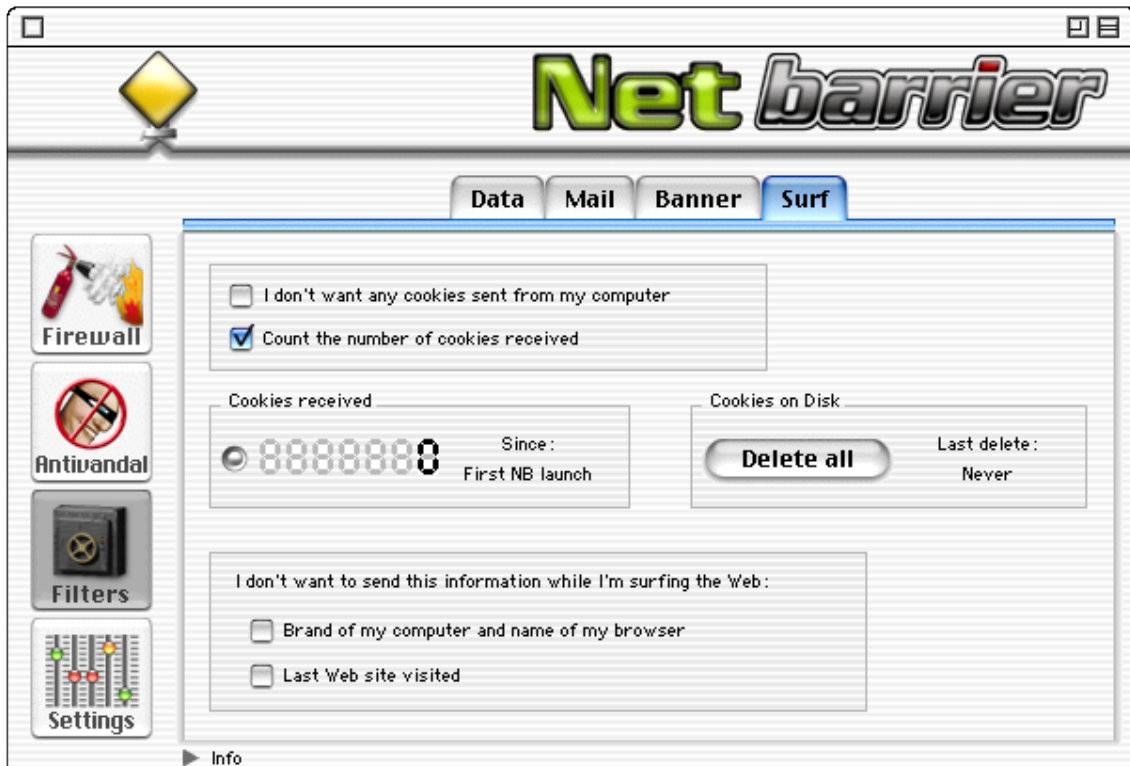 Net barrier
Data Mail Banner Surf
Firewall
Antivandal
Filters
Settings
I don't want any cookies sent from my computer
Count the number of cookies received
Cookies received
0
Since :
First NB launch
Cookies on Disk
Delete all
Last delete :
Never
I don't want to send this information while I'm surfing the Web :
Brand of my computer and name of my browser
Last Web site visited
Info